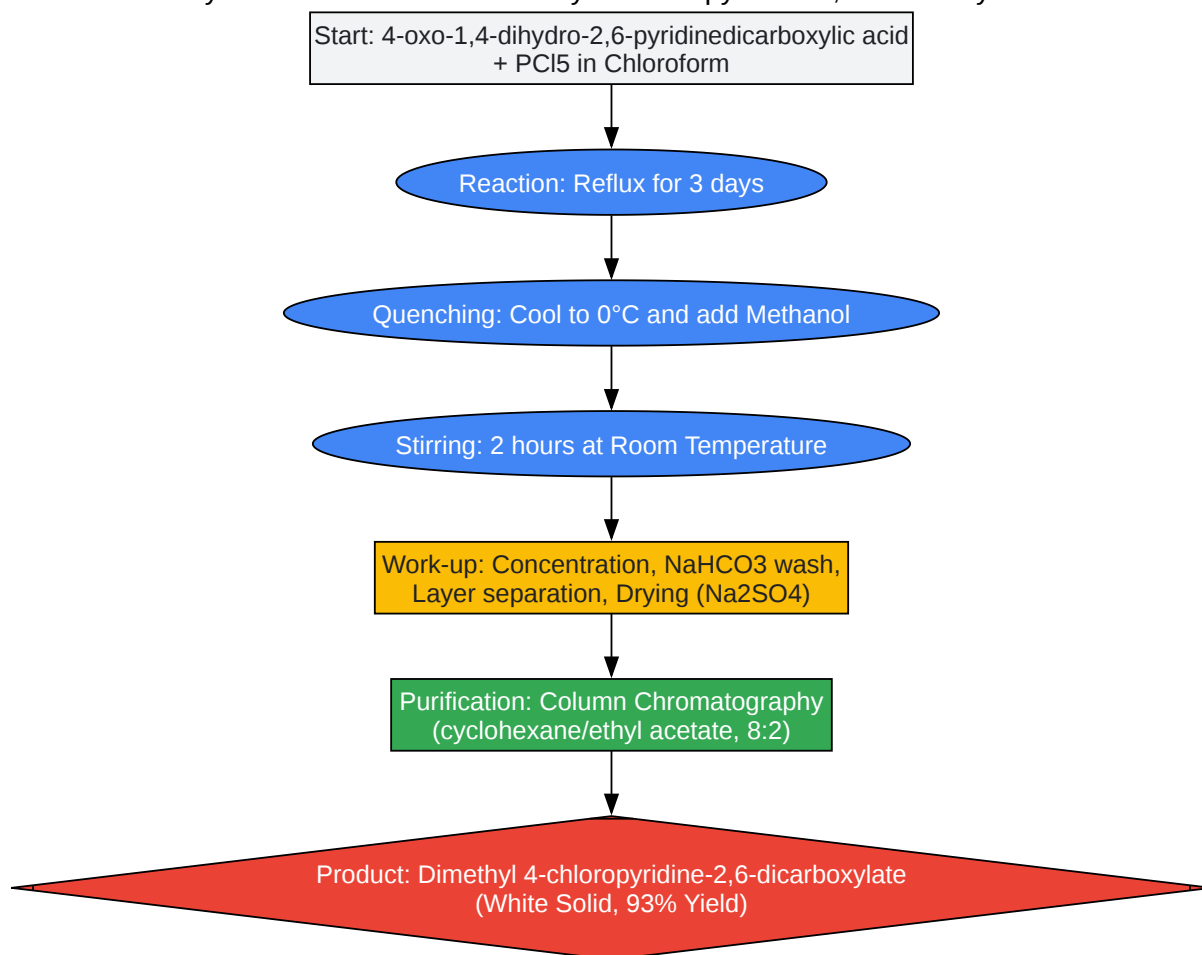 Start: 4-oxo-1,4-dihydro-2,6-pyridinedicarboxylic acid
+ PCl5 in Chloroform
Reaction: Reflux for 3 days
Quenching: Cool to 0°C and add Methanol
Stirring: 2 hours at Room Temperature
Work-up: Concentration, NaHCO3 wash,
Layer separation, Drying (Na2SO4)
Purification: Column Chromatography
(cyclohexane/ethyl acetate, 8:2)
Product: Dimethyl 4-chloropyridine-2,6-dicarboxylate
(White Solid, 93% Yield)